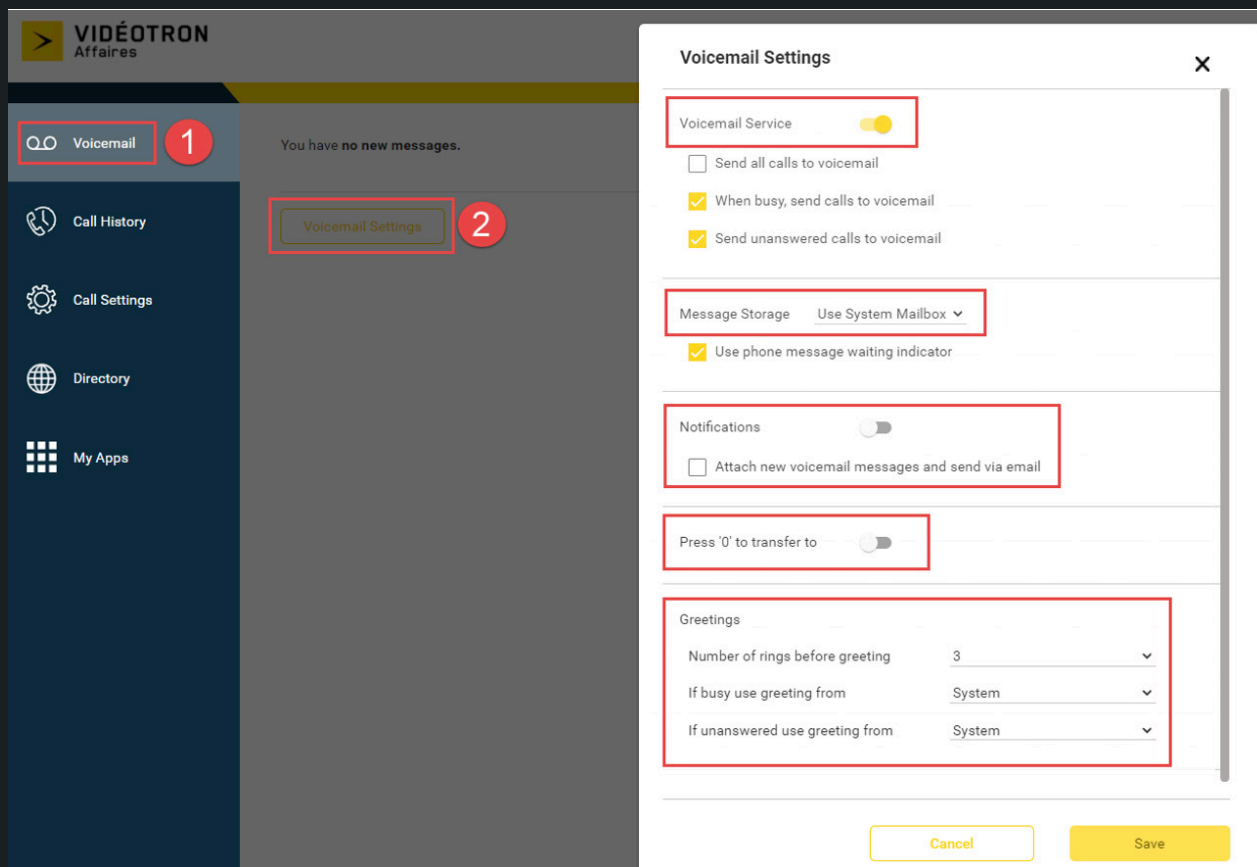 VIDÉOTRON
Affaires
Voicemail
1
Call History
Call Settings
Directory
My Apps
You have no new messages.
Voicemail Settings
2
Voicemail Settings
Voicemail Service
Send all calls to voicemail
When busy, send calls to voicemail
Send unanswered calls to voicemail
Message Storage Use System Mailbox
Use phone message waiting indicator
Notifications
Attach new voicemail messages and send via email
Press '0' to transfer to
Greetings
Number of rings before greeting 3
If busy use greeting from System
If unanswered use greeting from System
Cancel Save